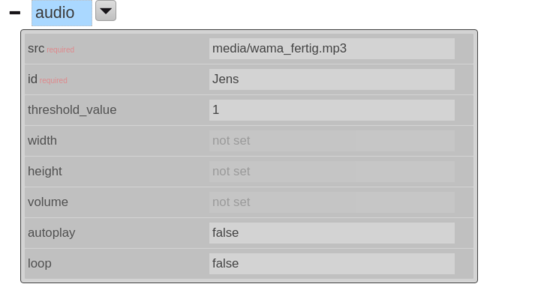 audio
src required media/wama_fertig.mp3
id required Jens
threshold_value 1
width not set
height not set
volume not set
autoplay false
loop false